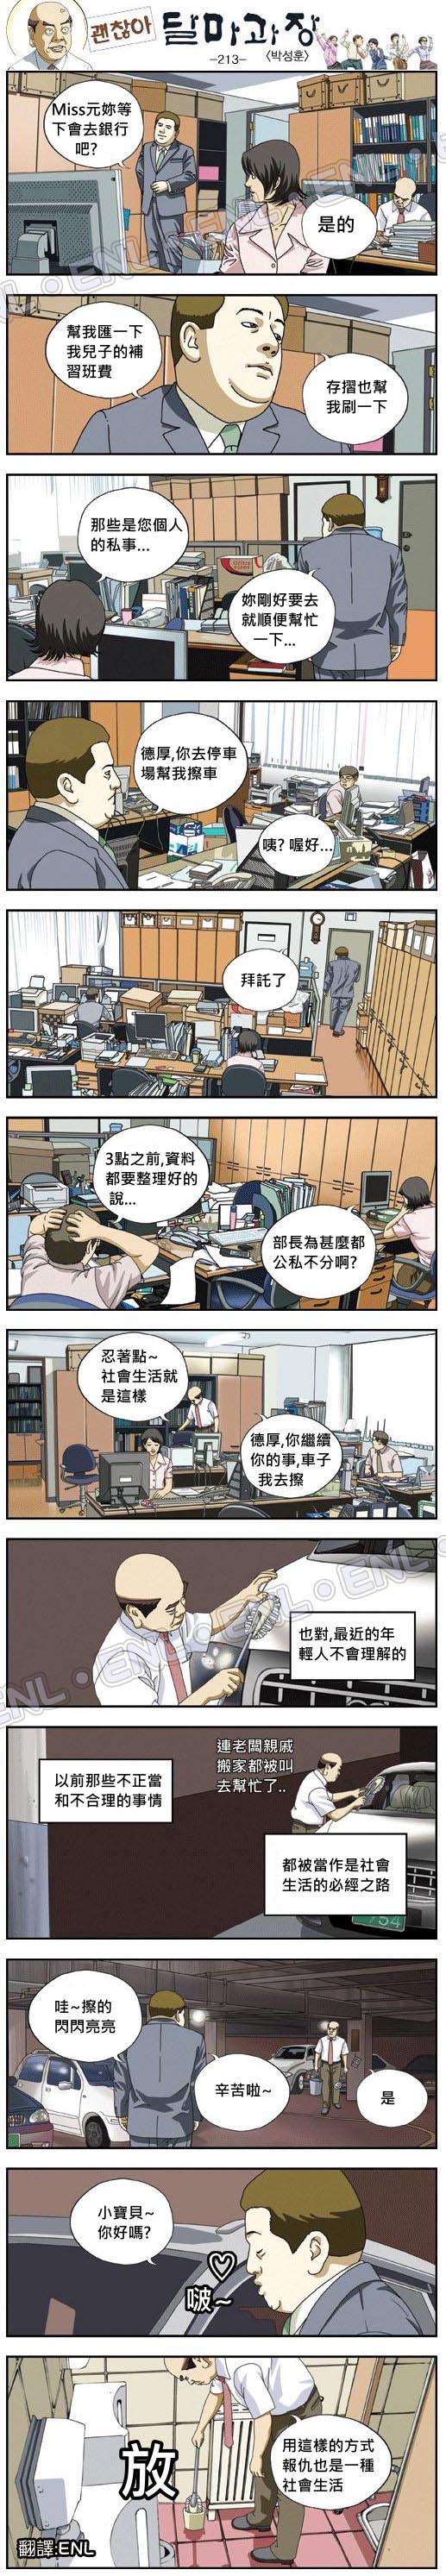 괜찮아
달마과장
-213- <박성훈>
Miss元妳等
下會去銀行
吧?
是的
幫我匯一下
我兒子的補
習班費
存摺也幫
我刷一下
那些是您個人
的私事...
妳剛好要去
就順便幫忙
一下...
德厚,你去停車
場幫我擦車
咦? 喔好...
拜託了
3點之前,資料
都要整理好的
說...
部長為甚麼都
公私不分啊?
忍著點~
社會生活就
是這樣
德厚,你繼續
你的事,車子
我去擦
也對,最近的年
輕人不會理解的
以前那些不正當
和不合理的事情
連老闆親戚
搬家都被叫
去幫忙了..
都被當作是社會
生活的必經之路
哇~擦的
閃閃亮亮
辛苦啦~
是
小寶貝~
你好嗎?
啵~
放
用這樣的方式
報仇也是一種
社會生活
翻譯:ENL